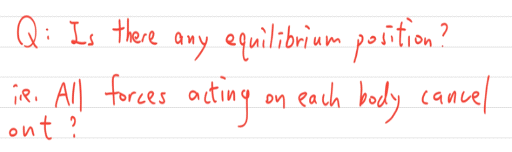 Q: Is there any equilibrium position?
i.e. All forces acting on each body cancel
out?